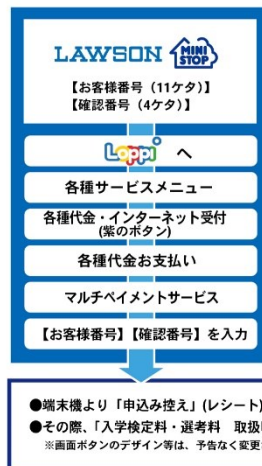 LAWSON MINI STOP
【お客様番号（11ケタ）】
【確認番号（4ケタ）】
Loppi へ
各種サービスメニュー
各種代金・インターネット受付
(紫のボタン)
各種代金お支払い
マルチペイメントサービス
【お客様番号】【確認番号】を入力
●端末機より「申込み控え」(レシート)
●その際、「入学検定料・選考料 取扱
※画面ボタンのデザイン等は、予告なく変更